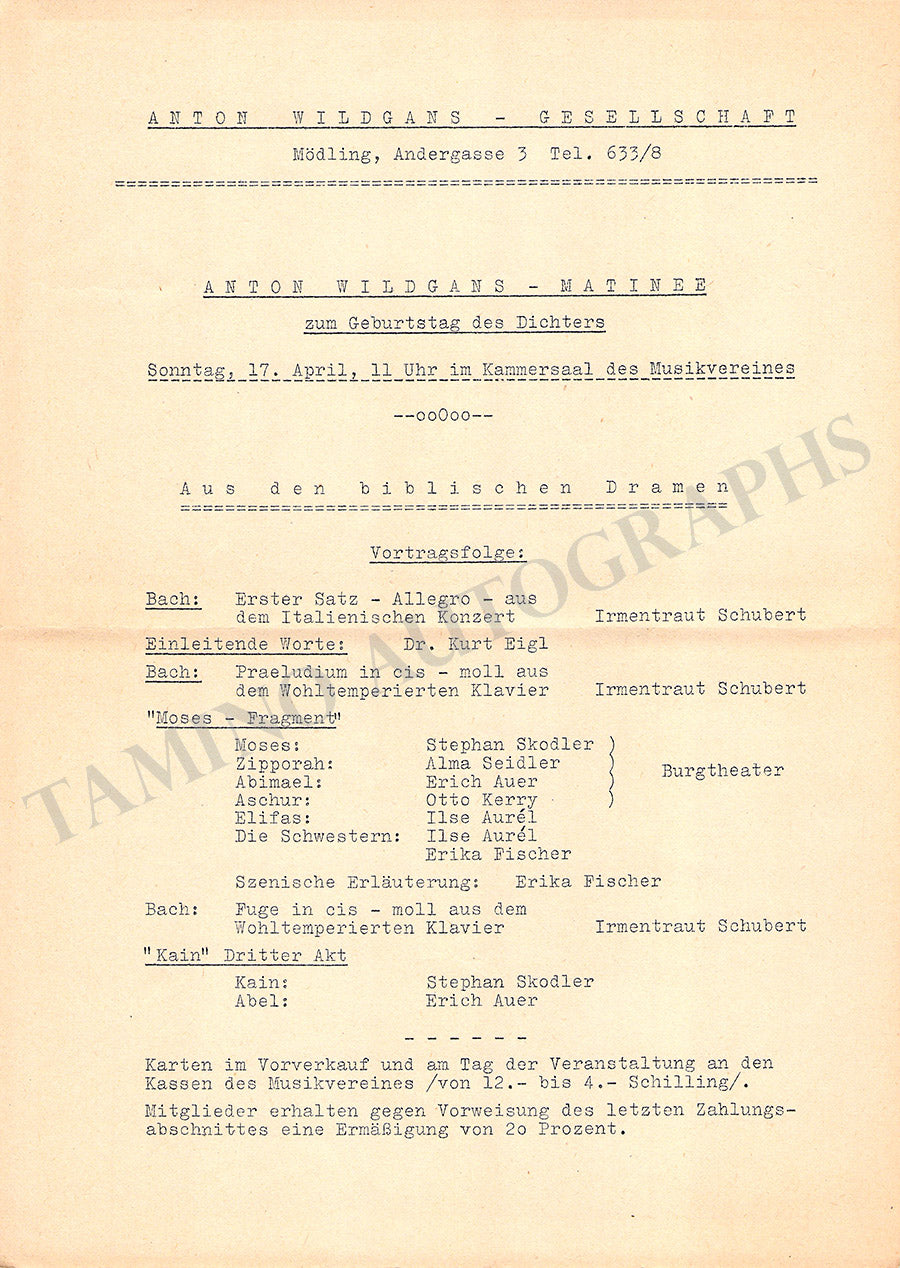 ANTON WILDGANS - GESELLSCHAFT
Mödling, Andergasse 3 Tel. 633/8
ANTON WILDGANS - MATINEE
zum Geburtstag des Dichters
Sonntag, 17. April, 11 Uhr im Kammersaal des Musikvereines
--ooOoo--
Aus den biblischen Dramen
Vortragsfolge:
Bach: Erster Satz - Allegro - aus
dem Italienischen Konzert Irmentraut Schubert
Einleitende Worte: Dr. Kurt Eigl
Bach: Praeludium in cis - moll aus
dem Wohltemperierten Klavier Irmentraut Schubert
"Moses - Fragment"
Moses: Stephan Skodler )
Zipporah: Alma Seidler ) Burgtheater
Abimael: Erich Auer )
Aschur: Otto Kerry )
Elifas: Ilse Aurél
Die Schwestern: Ilse Aurél
Erika Fischer
Szenische Erläuterung: Erika Fischer
Bach: Fuge in cis - moll aus dem
Wohltemperierten Klavier Irmentraut Schubert
"Kain" Dritter Akt
Kain: Stephan Skodler
Abel: Erich Auer
- - - - - -
Karten im Vorverkauf und am Tag der Veranstaltung an den
Kassen des Musikvereines /von 12.- bis 4.- Schilling/.
Mitglieder erhalten gegen Vorweisung des letzten Zahlungs-
abschnittes eine Ermäßigung von 2o Prozent.
TAMINO AUTOGRAPHS